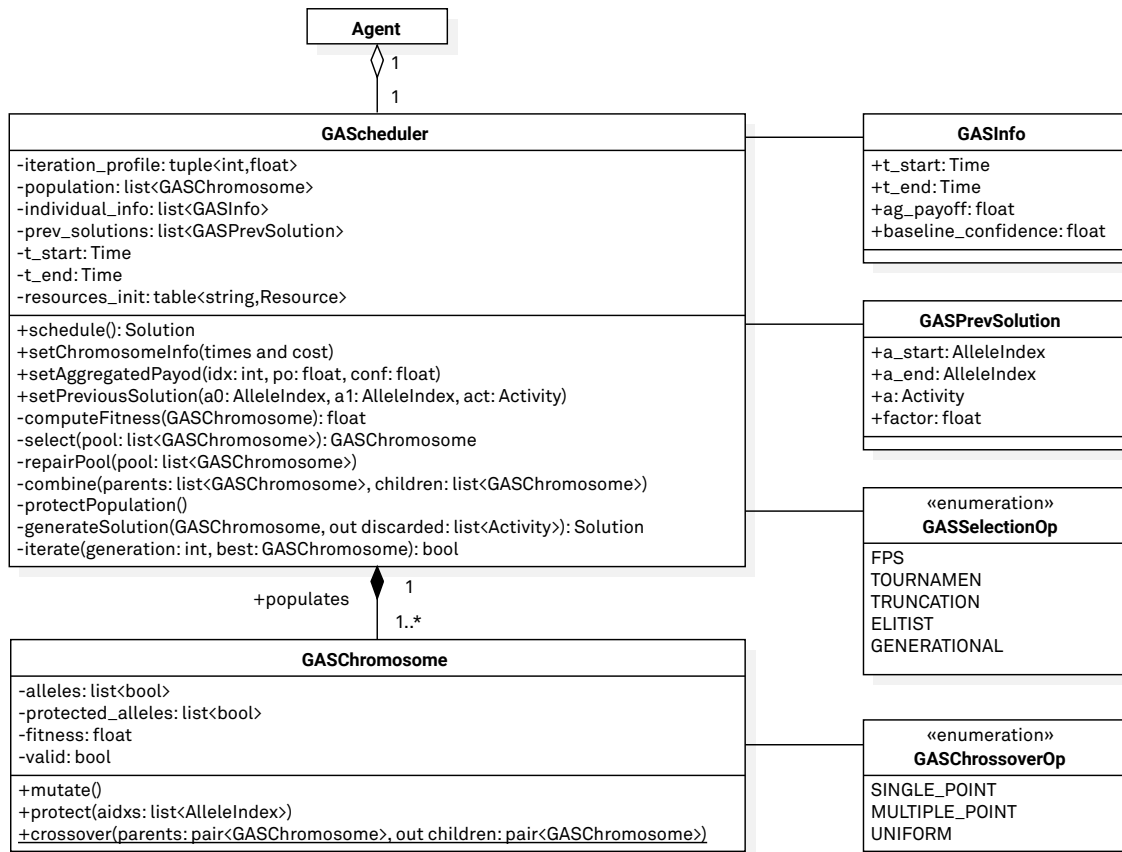 Agent
1
1
GAScheduler
-iteration_profile: tuple<int,float>
-population: list<GASChromosome>
-individual_info: list<GASInfo>
-prev_solutions: list<GASPrevSolution>
-t_start: Time
-t_end: Time
-resources_init: table<string,Resource>
+schedule(): Solution
+setChromosomeInfo(times and cost)
+setAggregatedPayod(idx: int, po: float, conf: float)
+setPreviousSolution(a0: AlleleIndex, a1: AlleleIndex, act: Activity)
-computeFitness(GASChromosome): float
-select(pool: list<GASChromosome>): GASChromosome
-repairPool(pool: list<GASChromosome>)
-combine(parents: list<GASChromosome>, children: list<GASChromosome>)
-protectPopulation()
-generateSolution(GASChromosome, out discarded: list<Activity>): Solution
-iterate(generation: int, best: GASChromosome): bool
+populates
1
1..*
GASChromosome
-alleles: list<bool>
-protected_alleles: list<bool>
-fitness: float
-valid: bool
+mutate()
+protect(aidxs: list<AlleleIndex>)
+crossover(parents: pair<GASChromosome>, out children: pair<GASChromosome>)
GASInfo
+t_start: Time
+t_end: Time
+ag_payoff: float
+baseline_confidence: float
GASPrevSolution
+a_start: AlleleIndex
+a_end: AlleleIndex
+a: Activity
+factor: float
«enumeration»
GASSelectionOp
FPS
TOURNAMEN
TRUNCATION
ELITIST
GENERATIONAL
«enumeration»
GASChrossoverOp
SINGLE_POINT
MULTIPLE_POINT
UNIFORM